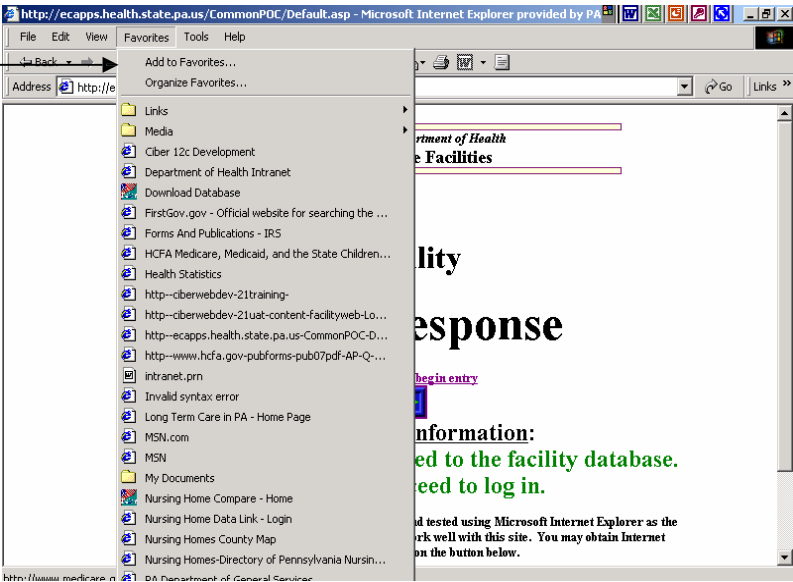 http://ecapps.health.state.pa.us/CommonPOC/Default.asp - Microsoft Internet Explorer provided by PA
File Edit View Favorites Tools Help
Back
Address http://e
Go Links »
Add to Favorites...
Organize Favorites...
Links
Media
Ciber 12c Development
Department of Health Intranet
Download Database
FirstGov.gov - Official website for searching the ...
Forms And Publications - IRS
HCFA Medicare, Medicaid, and the State Children...
Health Statistics
http--ciberwebdev-21training-
http--ciberwebdev-21uat-content-facilityweb-Lo...
http--ecapps.health.state.pa.us-CommonPOC-D...
http--www.hcfa.gov-pubforms-pub07pdf-AP-Q-...
intranet.prn
Invalid syntax error
Long Term Care in PA - Home Page
MSN.com
MSN
My Documents
Nursing Home Compare - Home
Nursing Home Data Link - Login
Nursing Homes County Map
Nursing Homes-Directory of Pennsylvania Nursin...
PA Department of General Services
rtment of Health
e Facilities
lity
esponse
begin entry
nformation:
ed to the facility database.
eed to log in.
d tested using Microsoft Internet Explorer as the
rk well with this site. You may obtain Internet
on the button below.
http://www.medicare.g